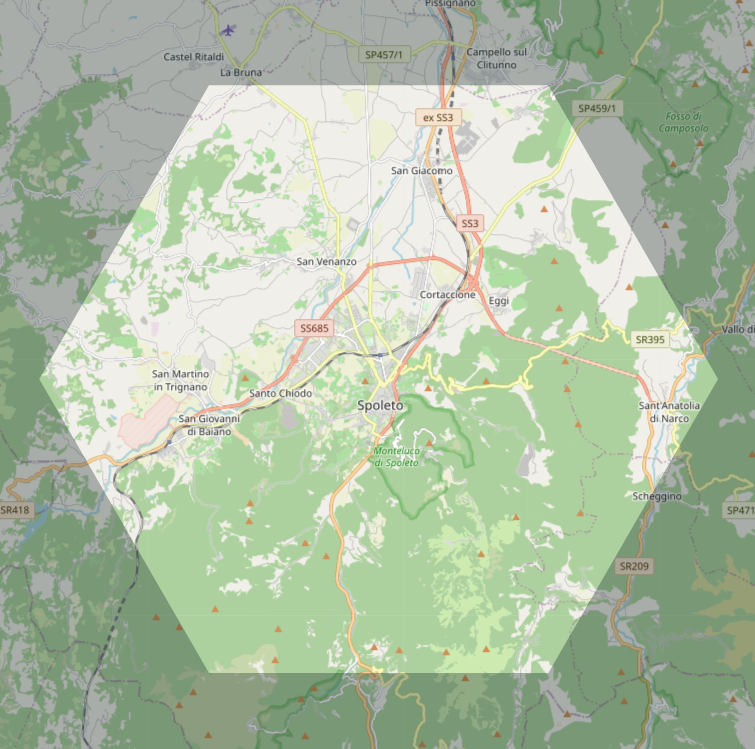 Pissignano
Castel Ritaldi
SP457/1
Campello sul
Clitunno
La Bruna
SP459/1
ex SS3
Fosso di
Camposolo
San Giacomo
SS3
San Venanzo
Cortaccione
Eggi
SS685
Vallo di
SR395
San Martino
in Trignano
Santo Chiodo
Spoleto
Sant'Anatolia
di Narco
San Giovanni
di Baiano
Monteluco
di Spoleto
Scheggino
SR418
SP471
SR209